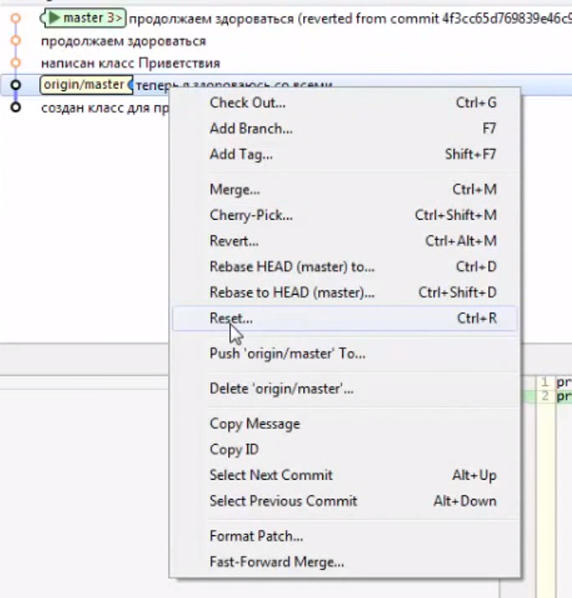 master 3> продолжаем здороваться (reverted from commit 4f3cc65d769839e46c9
продолжаем здороваться
написан класс Приветствия
origin/master теперь я здороваюсь со всеми
создан класс для пр
Check Out... Ctrl+G
Add Branch... F7
Add Tag... Shift+F7
Merge... Ctrl+M
Cherry-Pick... Ctrl+Shift+M
Revert... Ctrl+Alt+M
Rebase HEAD (master) to... Ctrl+D
Rebase to HEAD (master)... Ctrl+Shift+D
Reset... Ctrl+R
Push 'origin/master' To...
Delete 'origin/master'...
1 pr
2 pr
Copy Message
Copy ID
Select Next Commit Alt+Up
Select Previous Commit Alt+Down
Format Patch...
Fast-Forward Merge...